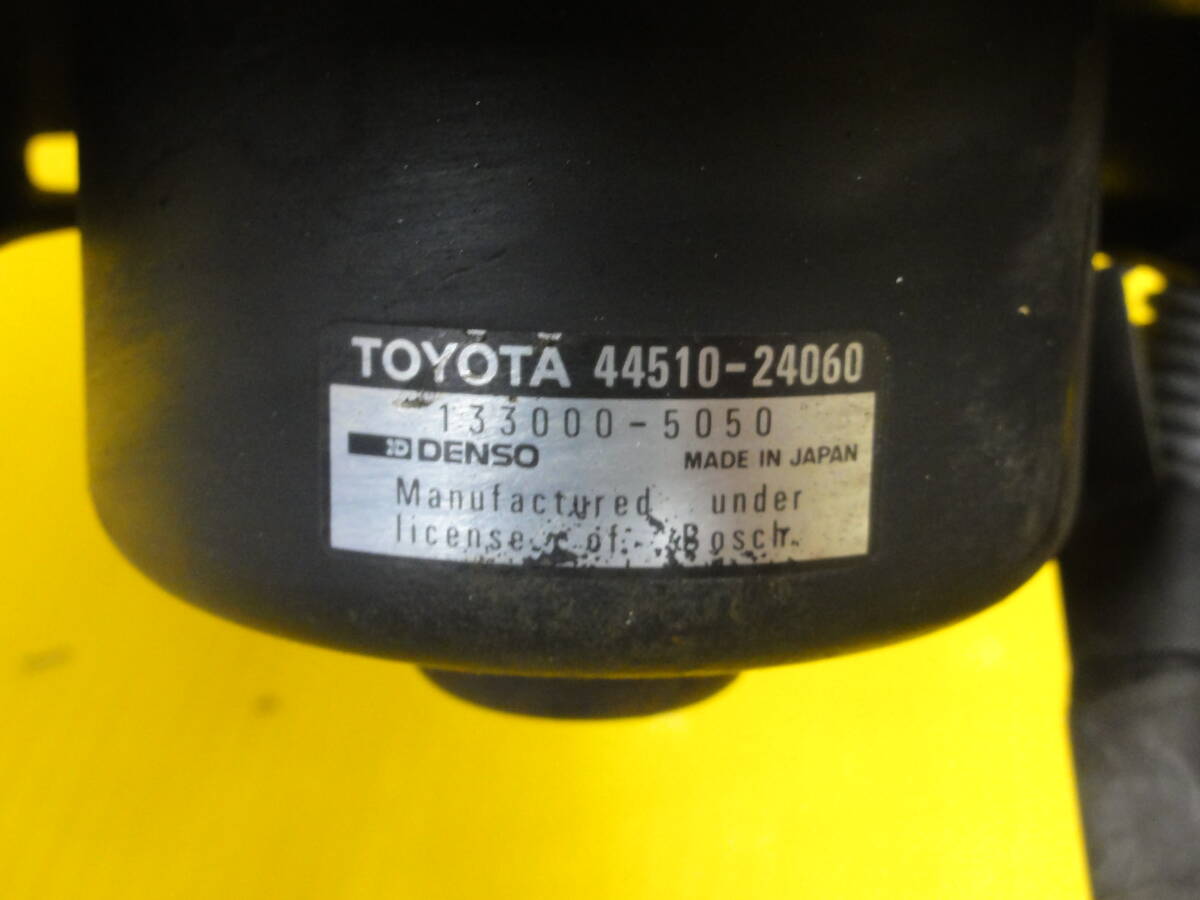 TOYOTA 44510-24060
133000-5050
DENSO MADE IN JAPAN
Manufactured under
license of Bosch.